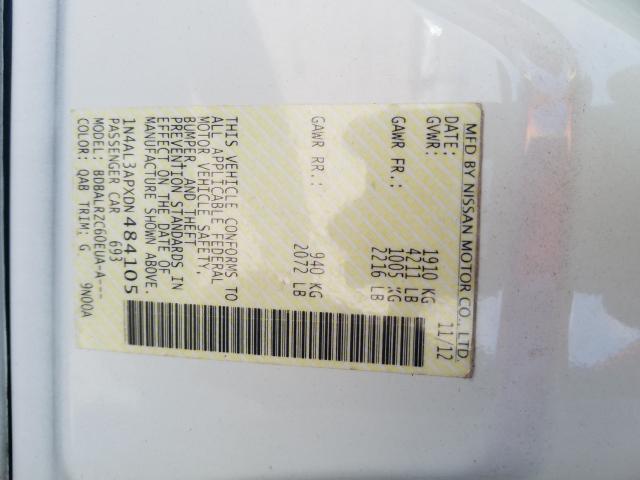 MFD BY NISSAN MOTOR CO., LTD.
DATE: 11/12
GVWR: 1910 KG
4211 LB
GAWR FR.: 1005 KG
2216 LB
GAWR RR.: 940 KG
2072 LB
THIS VEHICLE CONFORMS TO
ALL APPLICABLE FEDERAL
MOTOR VEHICLE SAFETY
BUMPER, AND THEFT
PREVENTION STANDARDS IN
EFFECT ON THE DATE OF
MANUFACTURE SHOWN ABOVE.
1N4AL3APXDN484105
PASSENGER CAR 693
MODEL: BDBALRZC60EUA-A---
COLOR: QAB TRIM: G 9N00A